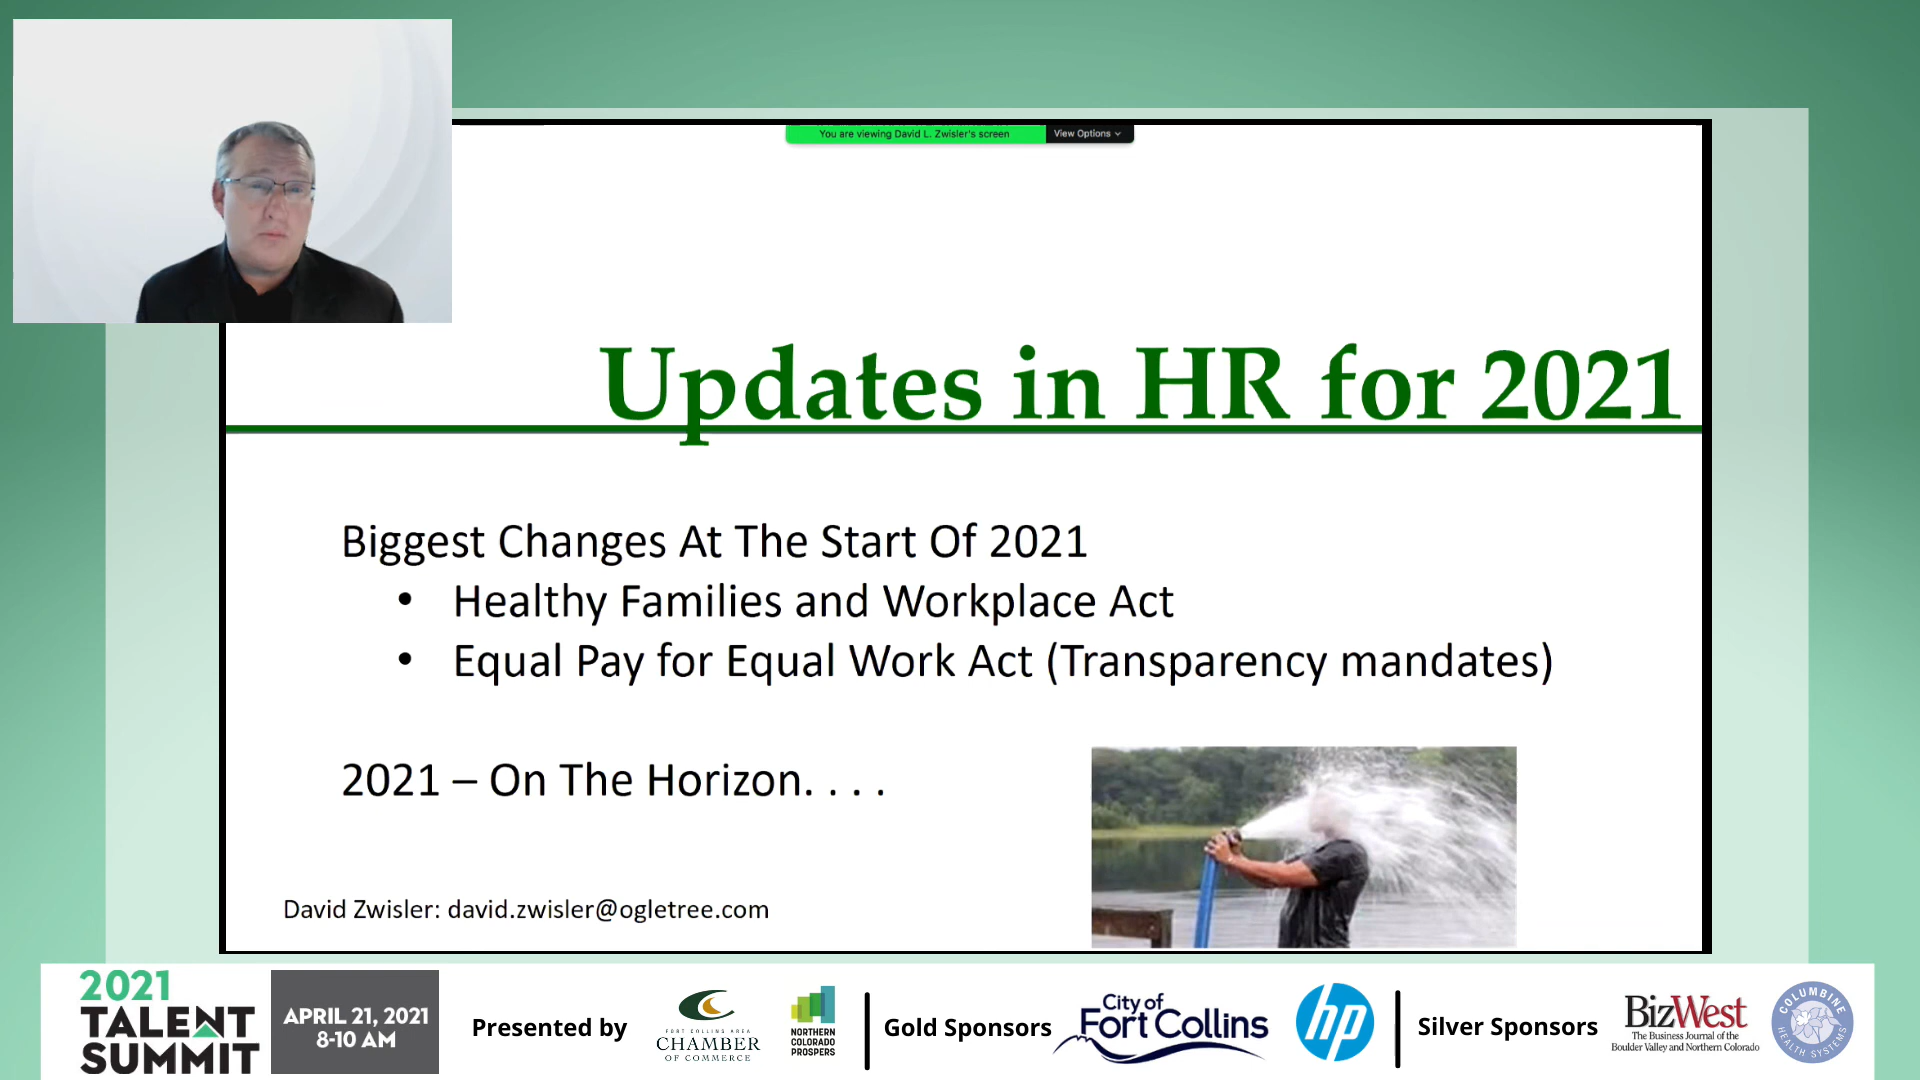 You are viewing David L. Zwisler's screen
View Options
Updates in HR for 2021
Biggest Changes At The Start Of 2021
• Healthy Families and Workplace Act
• Equal Pay for Equal Work Act (Transparency mandates)
2021 – On The Horizon. . . .
David Zwisler: david.zwisler@ogletree.com
2021
TALENT
SUMMIT
APRIL 21, 2021
8-10 AM
Presented by
FORT COLLINS AREA
CHAMBER
OF COMMERCE
NORTHERN
COLORADO
PROSPERS
Gold Sponsors
City of
Fort Collins
hp
Silver Sponsors
BizWest
The Business Journal of the
Boulder Valley and Northern Colorado
COLUMBINE
HEALTH SYSTEMS